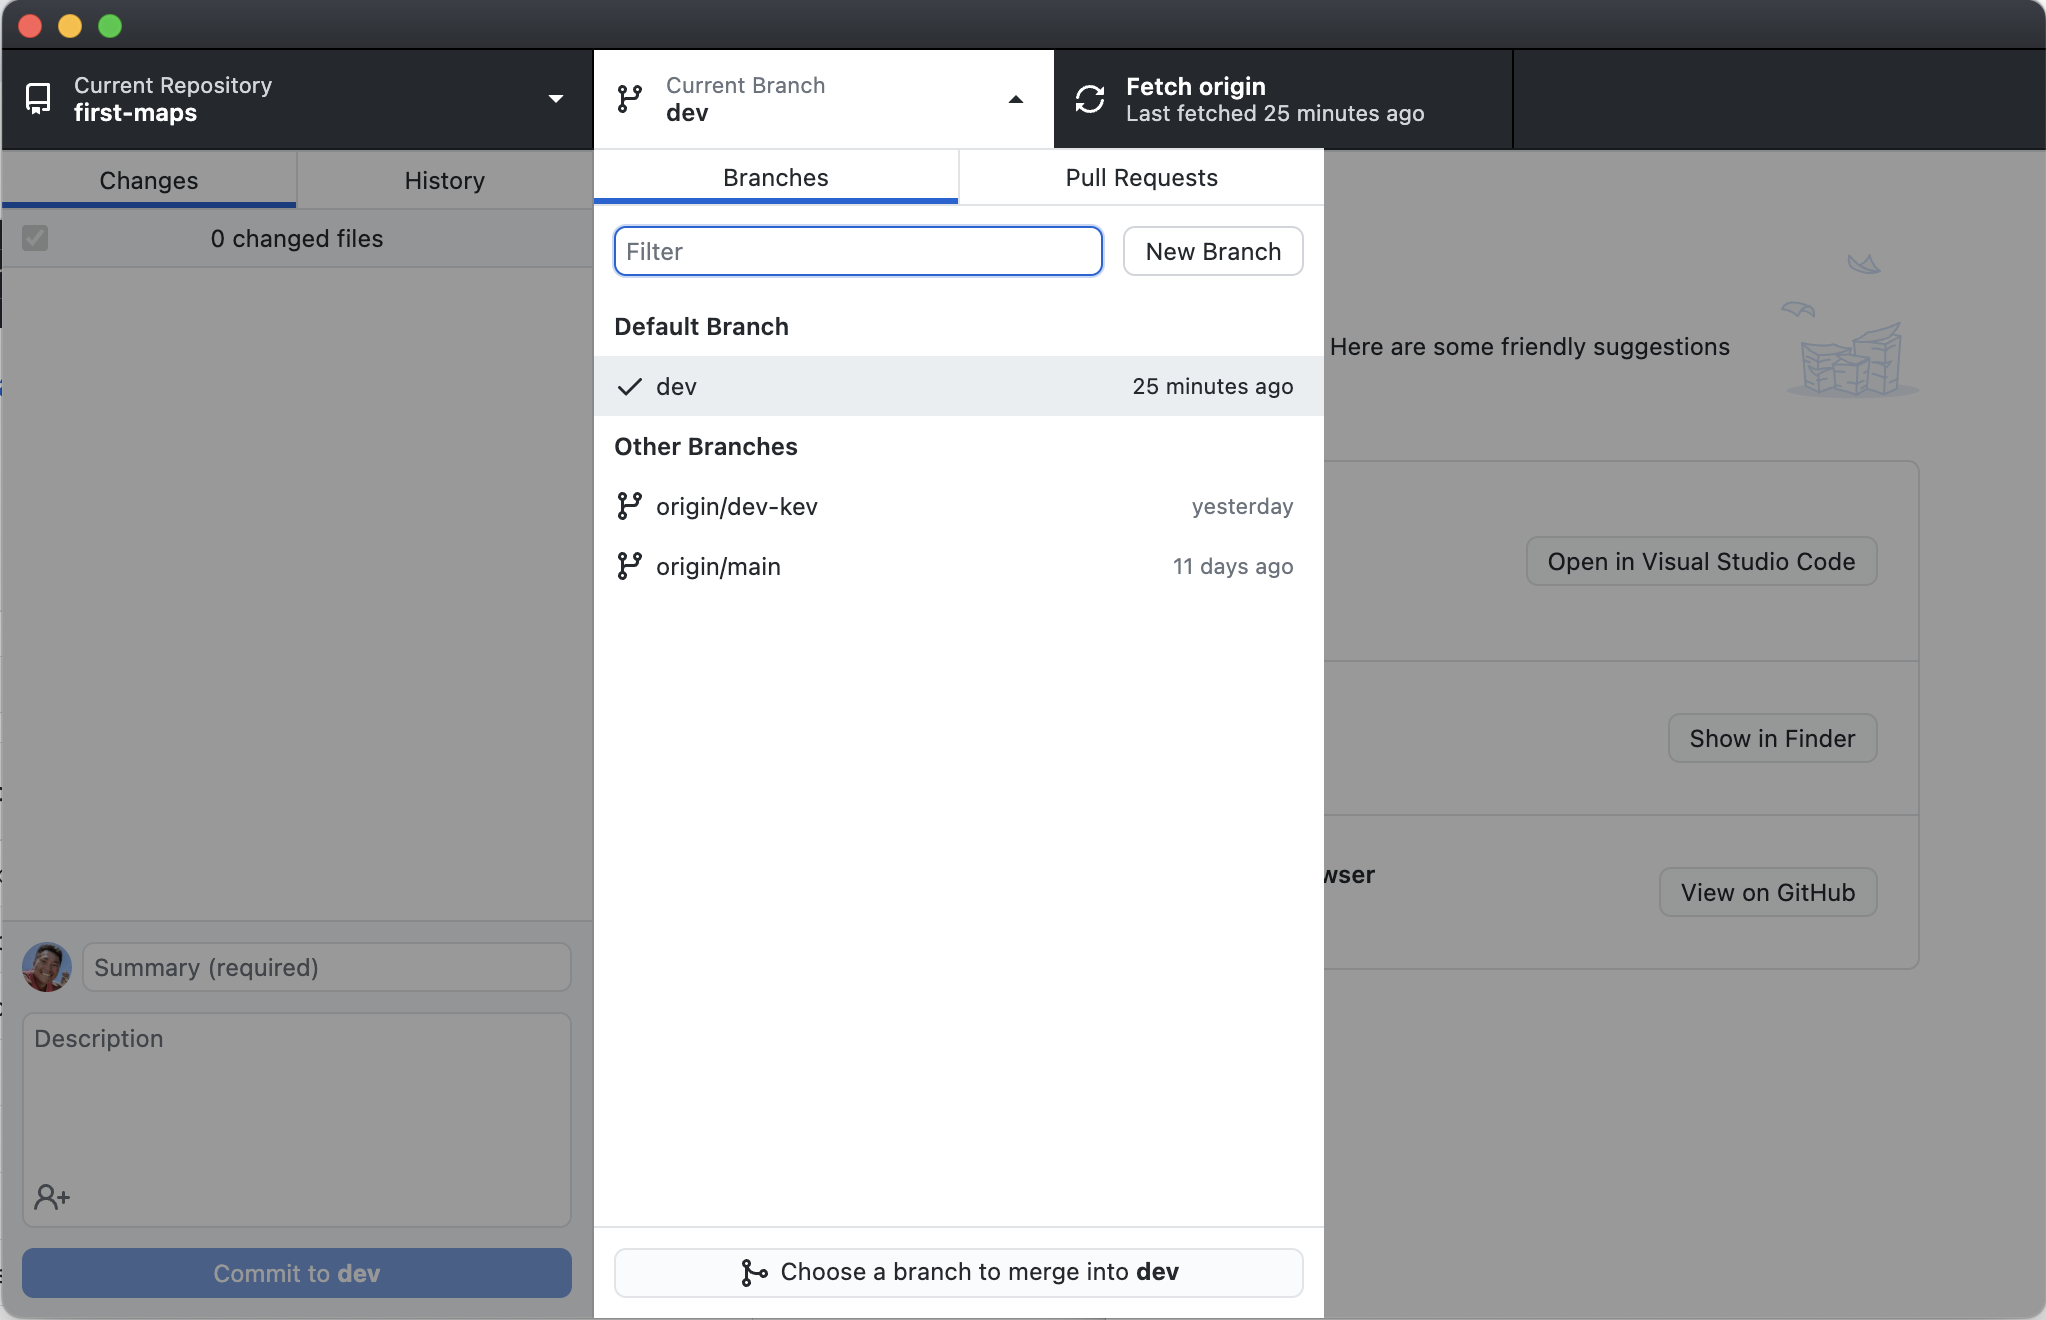 Current Repository
first-maps
Current Branch
dev
Fetch origin
Last fetched 25 minutes ago
Changes
History
0 changed files
Branches
Pull Requests
Filter
New Branch
Default Branch
dev
25 minutes ago
Other Branches
origin/dev-kev
yesterday
origin/main
11 days ago
Here are some friendly suggestions
Open in Visual Studio Code
Show in Finder
wser
View on GitHub
Summary (required)
Description
Commit to dev
Choose a branch to merge into dev